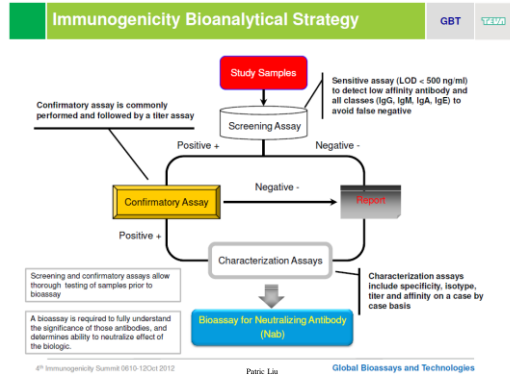 Immunogenicity Bioanalytical Strategy
GBT
TEVA
Study Samples
Sensitive assay (LOD < 500 ng/ml)
to detect low affinity antibody and
all classes (IgG, IgM, IgA, IgE) to
avoid false negative
Confirmatory assay is commonly
performed and followed by a titer assay
Screening Assay
Positive +
Negative -
Negative -
Confirmatory Assay
Report
Positive +
Characterization Assays
Screening and confirmatory assays allow
thorough testing of samples prior to
bioassay
Characterization assays
include specificity, isotype,
titer and affinity on a case by
case basis
A bioassay is required to fully understand
the significance of those antibodies, and
determines ability to neutralize effect of
the biologic.
Bioassay for Neutralizing Antibody
(Nab)
4th Immunogenicity Summit 0610-12Oct 2012
Patric Liu
Global Bioassays and Technologies